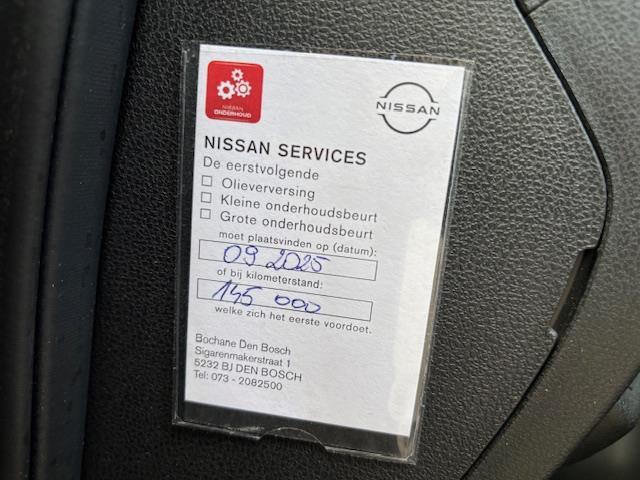 NISSAN
ONDERHOUD
NISSAN
NISSAN SERVICES
De eerstvolgende
Olieverversing
Kleine onderhoudsbeurt
Grote onderhoudsbeurt
moet plaatsvinden op (datum):
09 2025
of bij kilometerstand:
145 000
welke zich het eerste voordoet.
Bochane Den Bosch
Sigarenmakerstraat 1
5232 BJ DEN BOSCH
Tel: 073 - 2082500